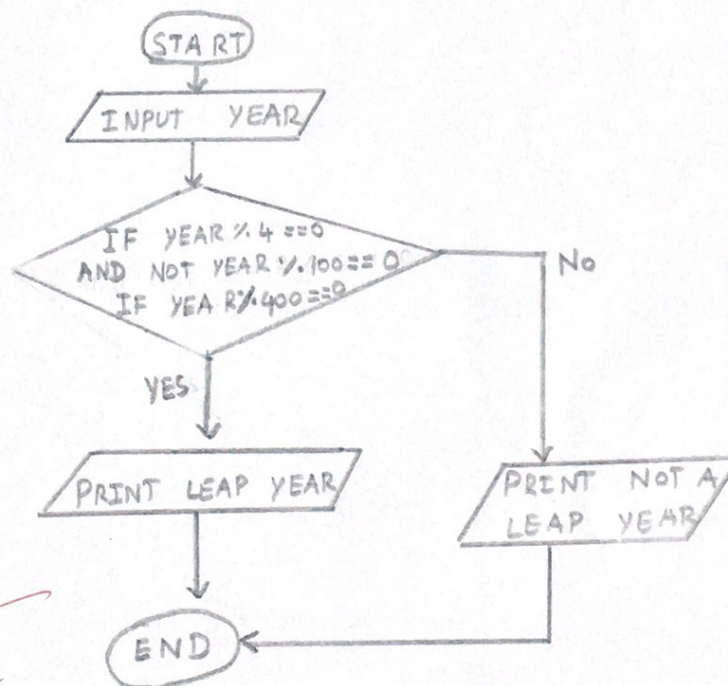 START
INPUT YEAR
IF YEAR % 4 ==0
AND NOT YEAR % 100 == 0
IF YEAR % 400 ==0
NO
YES
PRINT LEAP YEAR
PRINT NOT A
LEAP YEAR
END